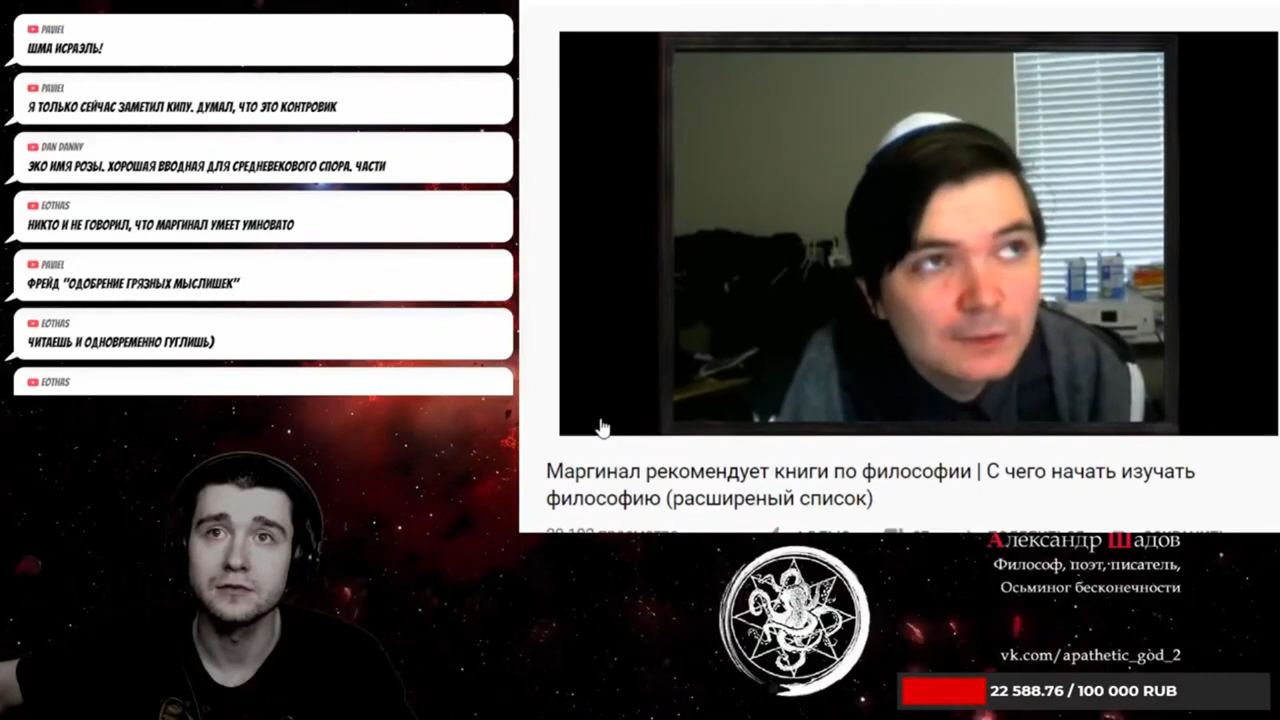 PAVIEL
ШМА ИСРАЭЛЬ!
PAVIEL
Я ТОЛЬКО СЕЙЧАС ЗАМЕТИЛ КИПУ. ДУМАЛ, ЧТО ЭТО КОНТРОВИК
DAN DANNY
ЭКО ИМЯ РОЗЫ. ХОРОШАЯ ВВОДНАЯ ДЛЯ СРЕДНЕВЕКОВОГО СПОРА. ЧАСТИ
EOTHAS
НИКТО И НЕ ГОВОРИЛ, ЧТО МАРГИНАЛ УМЕЕТ УМНОВАТО
PAVIEL
ФРЕЙД "ОДОБРЕНИЕ ГРЯЗНЫХ МЫСЛИШЕК"
EOTHAS
ЧИТАЕШЬ И ОДНОВРЕМЕННО ГУГЛИШЬ)
EOTHAS
Маргинал рекомендует книги по философии | С чего начать изучать
философию (расширеный список)
Александр Шадов
Философ, поэт, писатель,
Осьминог бесконечности
vk.com/apathetic_god_2
22 588.76 / 100 000 RUB